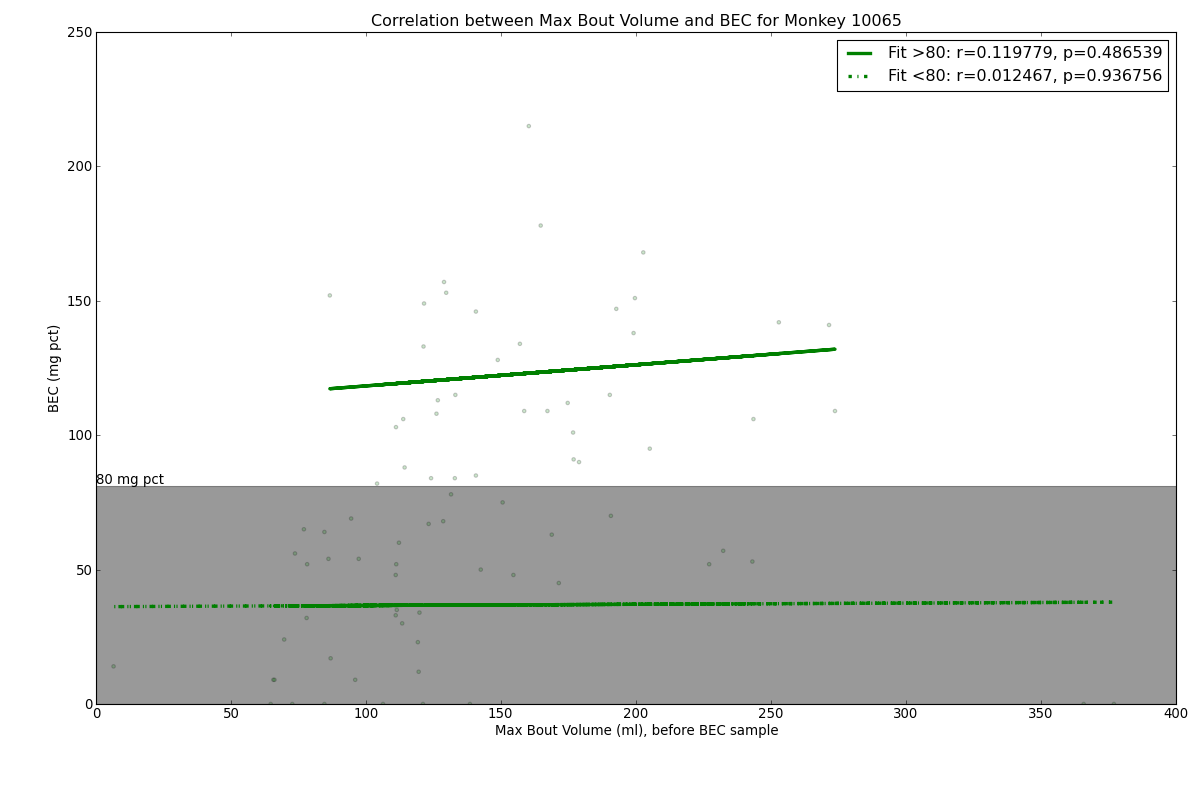 Correlation between Max Bout Volume and BEC for Monkey 10065
Fit >80: r=0.119779, p=0.486539
Fit <80: r=0.012467, p=0.936756
250
200
150
100
50
0
BEC (mg pct)
80 mg pct
0 50 100 150 200 250 300 350 400
Max Bout Volume (ml), before BEC sample